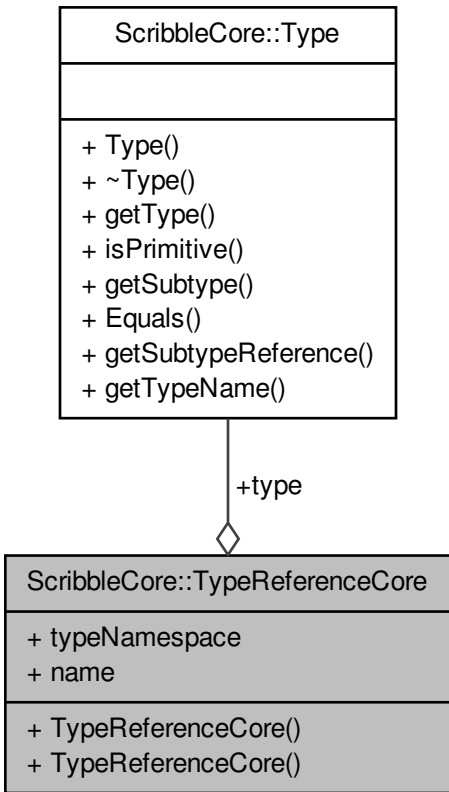 ScribbleCore::Type
+ Type()
+ ~Type()
+ getType()
+ isPrimitive()
+ getSubtype()
+ Equals()
+ getSubtypeReference()
+ getTypeName()
+type
ScribbleCore::TypeReferenceCore
+ typeNamespace
+ name
+ TypeReferenceCore()
+ TypeReferenceCore()